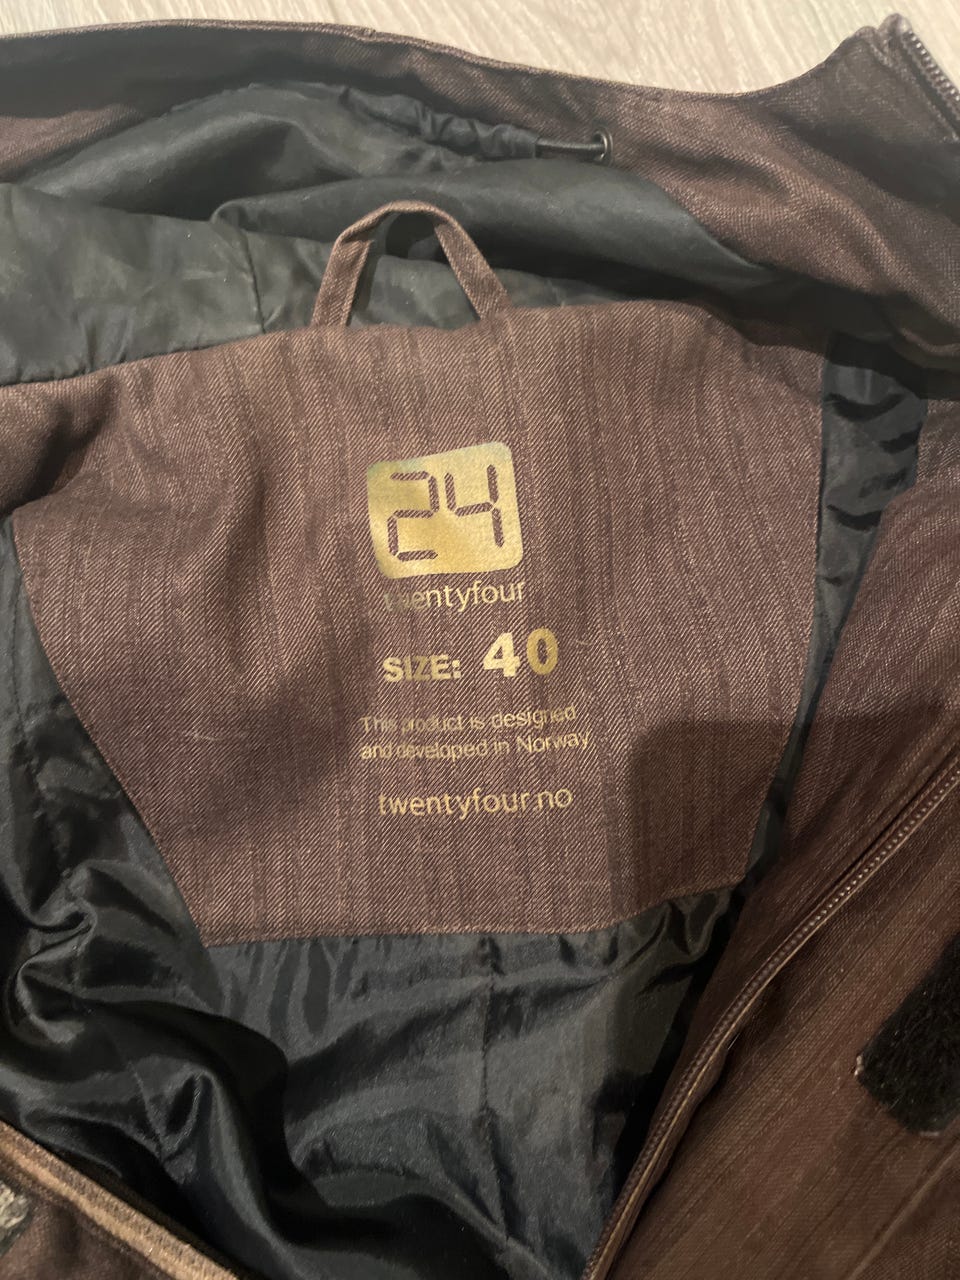 24
twentyfour
SIZE: 40
This product is designed
and developed in Norway
twentyfour.no